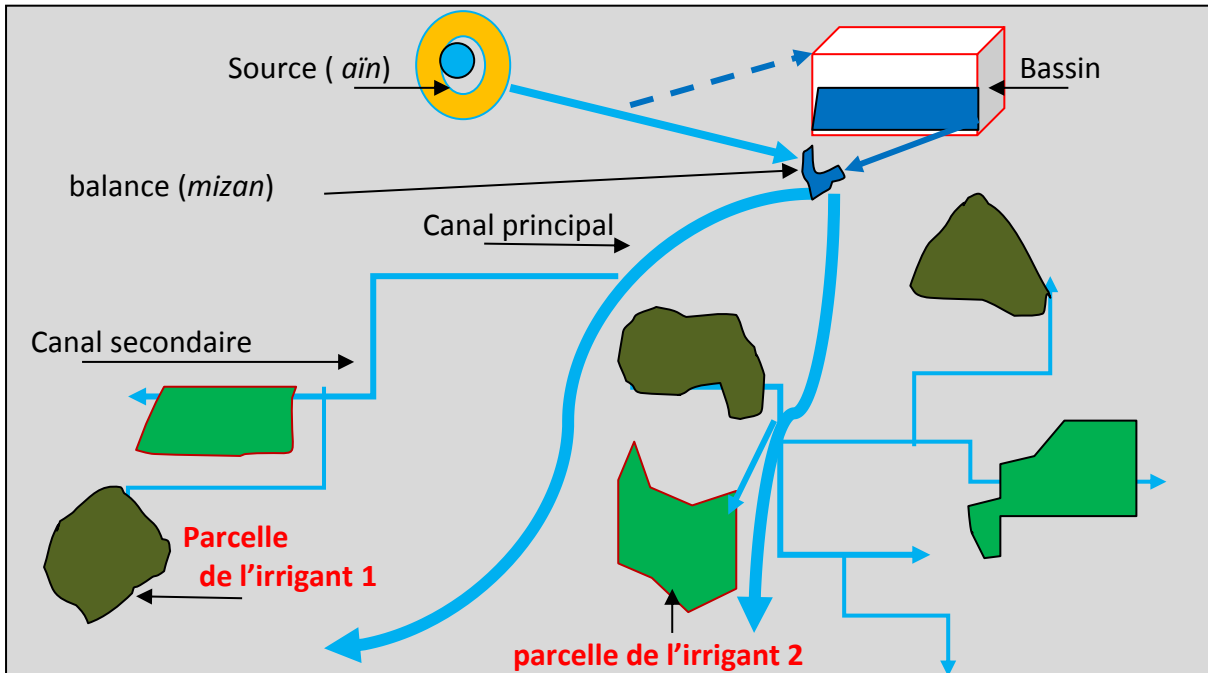 Source ( aïn)
Bassin
balance (mizan)
Canal principal
Canal secondaire
Parcelle
de l’irrigant 1
parcelle de l’irrigant 2